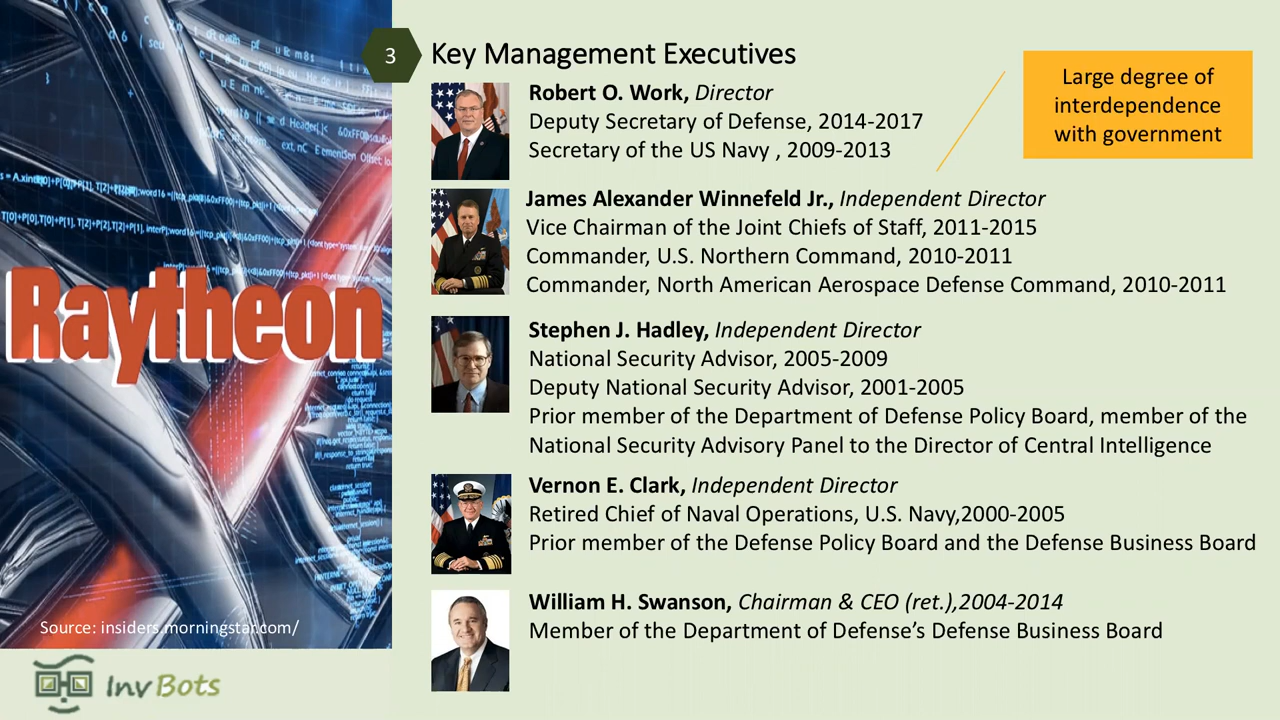 3
Key Management Executives
Large degree of
interdependence
with government
Robert O. Work, Director
Deputy Secretary of Defense, 2014-2017
Secretary of the US Navy , 2009-2013
James Alexander Winnefeld Jr., Independent Director
Vice Chairman of the Joint Chiefs of Staff, 2011-2015
Commander, U.S. Northern Command, 2010-2011
Commander, North American Aerospace Defense Command, 2010-2011
Stephen J. Hadley, Independent Director
National Security Advisor, 2005-2009
Deputy National Security Advisor, 2001-2005
Prior member of the Department of Defense Policy Board, member of the
National Security Advisory Panel to the Director of Central Intelligence
Vernon E. Clark, Independent Director
Retired Chief of Naval Operations, U.S. Navy,2000-2005
Prior member of the Defense Policy Board and the Defense Business Board
William H. Swanson, Chairman & CEO (ret.),2004-2014
Member of the Department of Defense’s Defense Business Board
Raytheon
Source: insiders.morningstar.com/
InvBots